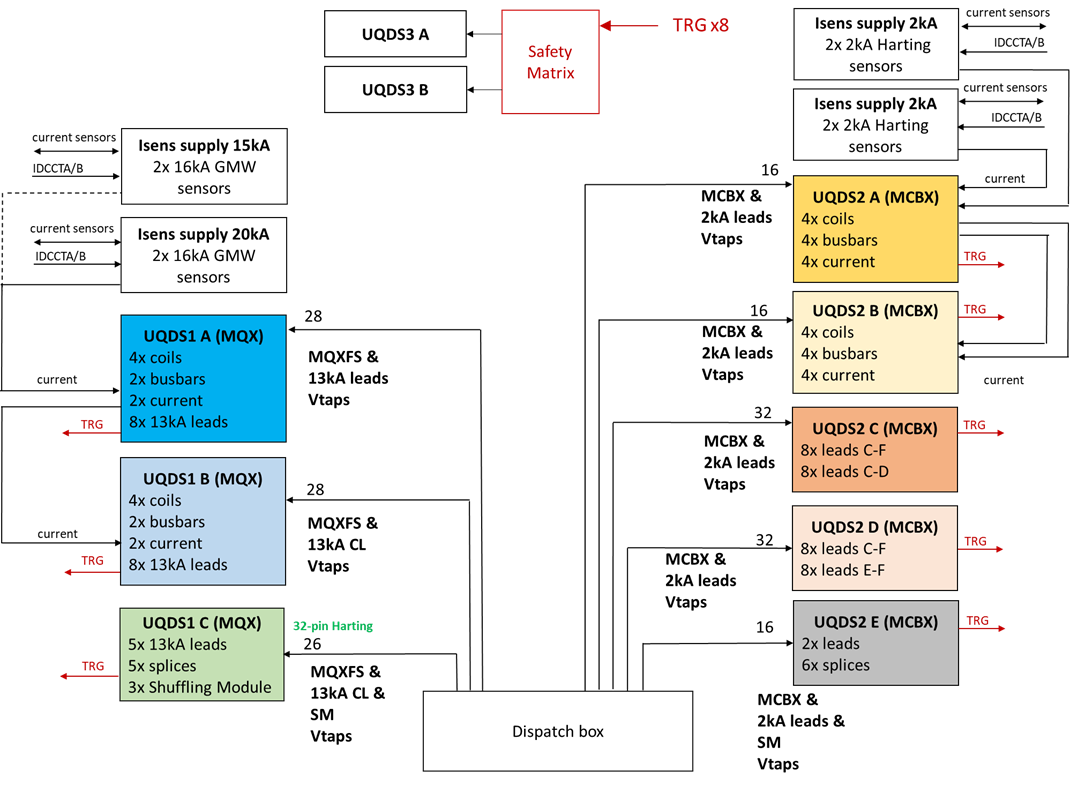 UQDS3 A
UQDS3 B
Safety
Matrix
TRG x8
Isens supply 2kA
2x 2kA Harting
sensors
current sensors
IDCCTA/B
Isens supply 2kA
2x 2kA Harting
sensors
current sensors
IDCCTA/B
current
current sensors
IDCCTA/B
Isens supply 15kA
2x 16kA GMW
sensors
current sensors
IDCCTA/B
Isens supply 20kA
2x 16kA GMW
sensors
UQDS1 A (MQX)
4x coils
2x busbars
2x current
8x 13kA leads
current
TRG
28
MQXFS &
13kA leads
Vtaps
UQDS1 B (MQX)
4x coils
2x busbars
2x current
8x 13kA leads
current
TRG
28
MQXFS &
13kA CL
Vtaps
UQDS1 C (MQX)
5x 13kA leads
5x splices
3x Shuffling Module
TRG
32-pin Harting
26
MQXFS &
13kA CL &
SM
Vtaps
16
MCBX &
2kA leads
Vtaps
UQDS2 A (MCBX)
4x coils
4x busbars
4x current
TRG
16
MCBX &
2kA leads
Vtaps
UQDS2 B (MCBX)
4x coils
4x busbars
4x current
TRG
current
32
MCBX &
2kA leads
Vtaps
UQDS2 C (MCBX)
8x leads C-F
8x leads C-D
TRG
32
MCBX &
2kA leads
Vtaps
UQDS2 D (MCBX)
8x leads C-F
8x leads E-F
TRG
16
UQDS2 E (MCBX)
2x leads
6x splices
TRG
MCBX &
2kA leads &
SM
Vtaps
Dispatch box